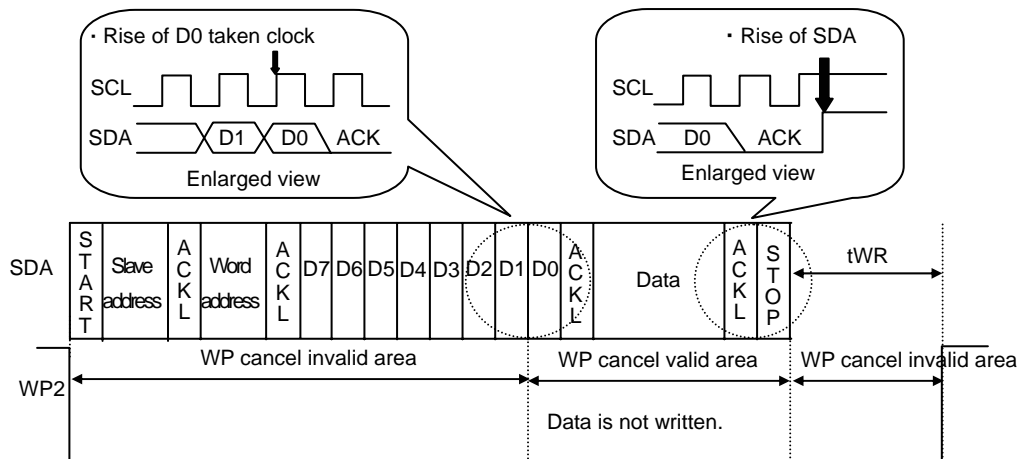 ・Rise of D0 taken clock
SCL
SDA D1 D0 ACK
Enlarged view
・Rise of SDA
SCL
SDA D0 ACK
Enlarged view
SDA
START
Slave address
ACKL
Word address
ACKL
D7 D6 D5 D4 D3 D2 D1 D0
ACKL
Data
ACKL
STOP
tWR
WP cancel invalid area
WP cancel valid area
WP cancel invalid area
WP2
Data is not written.